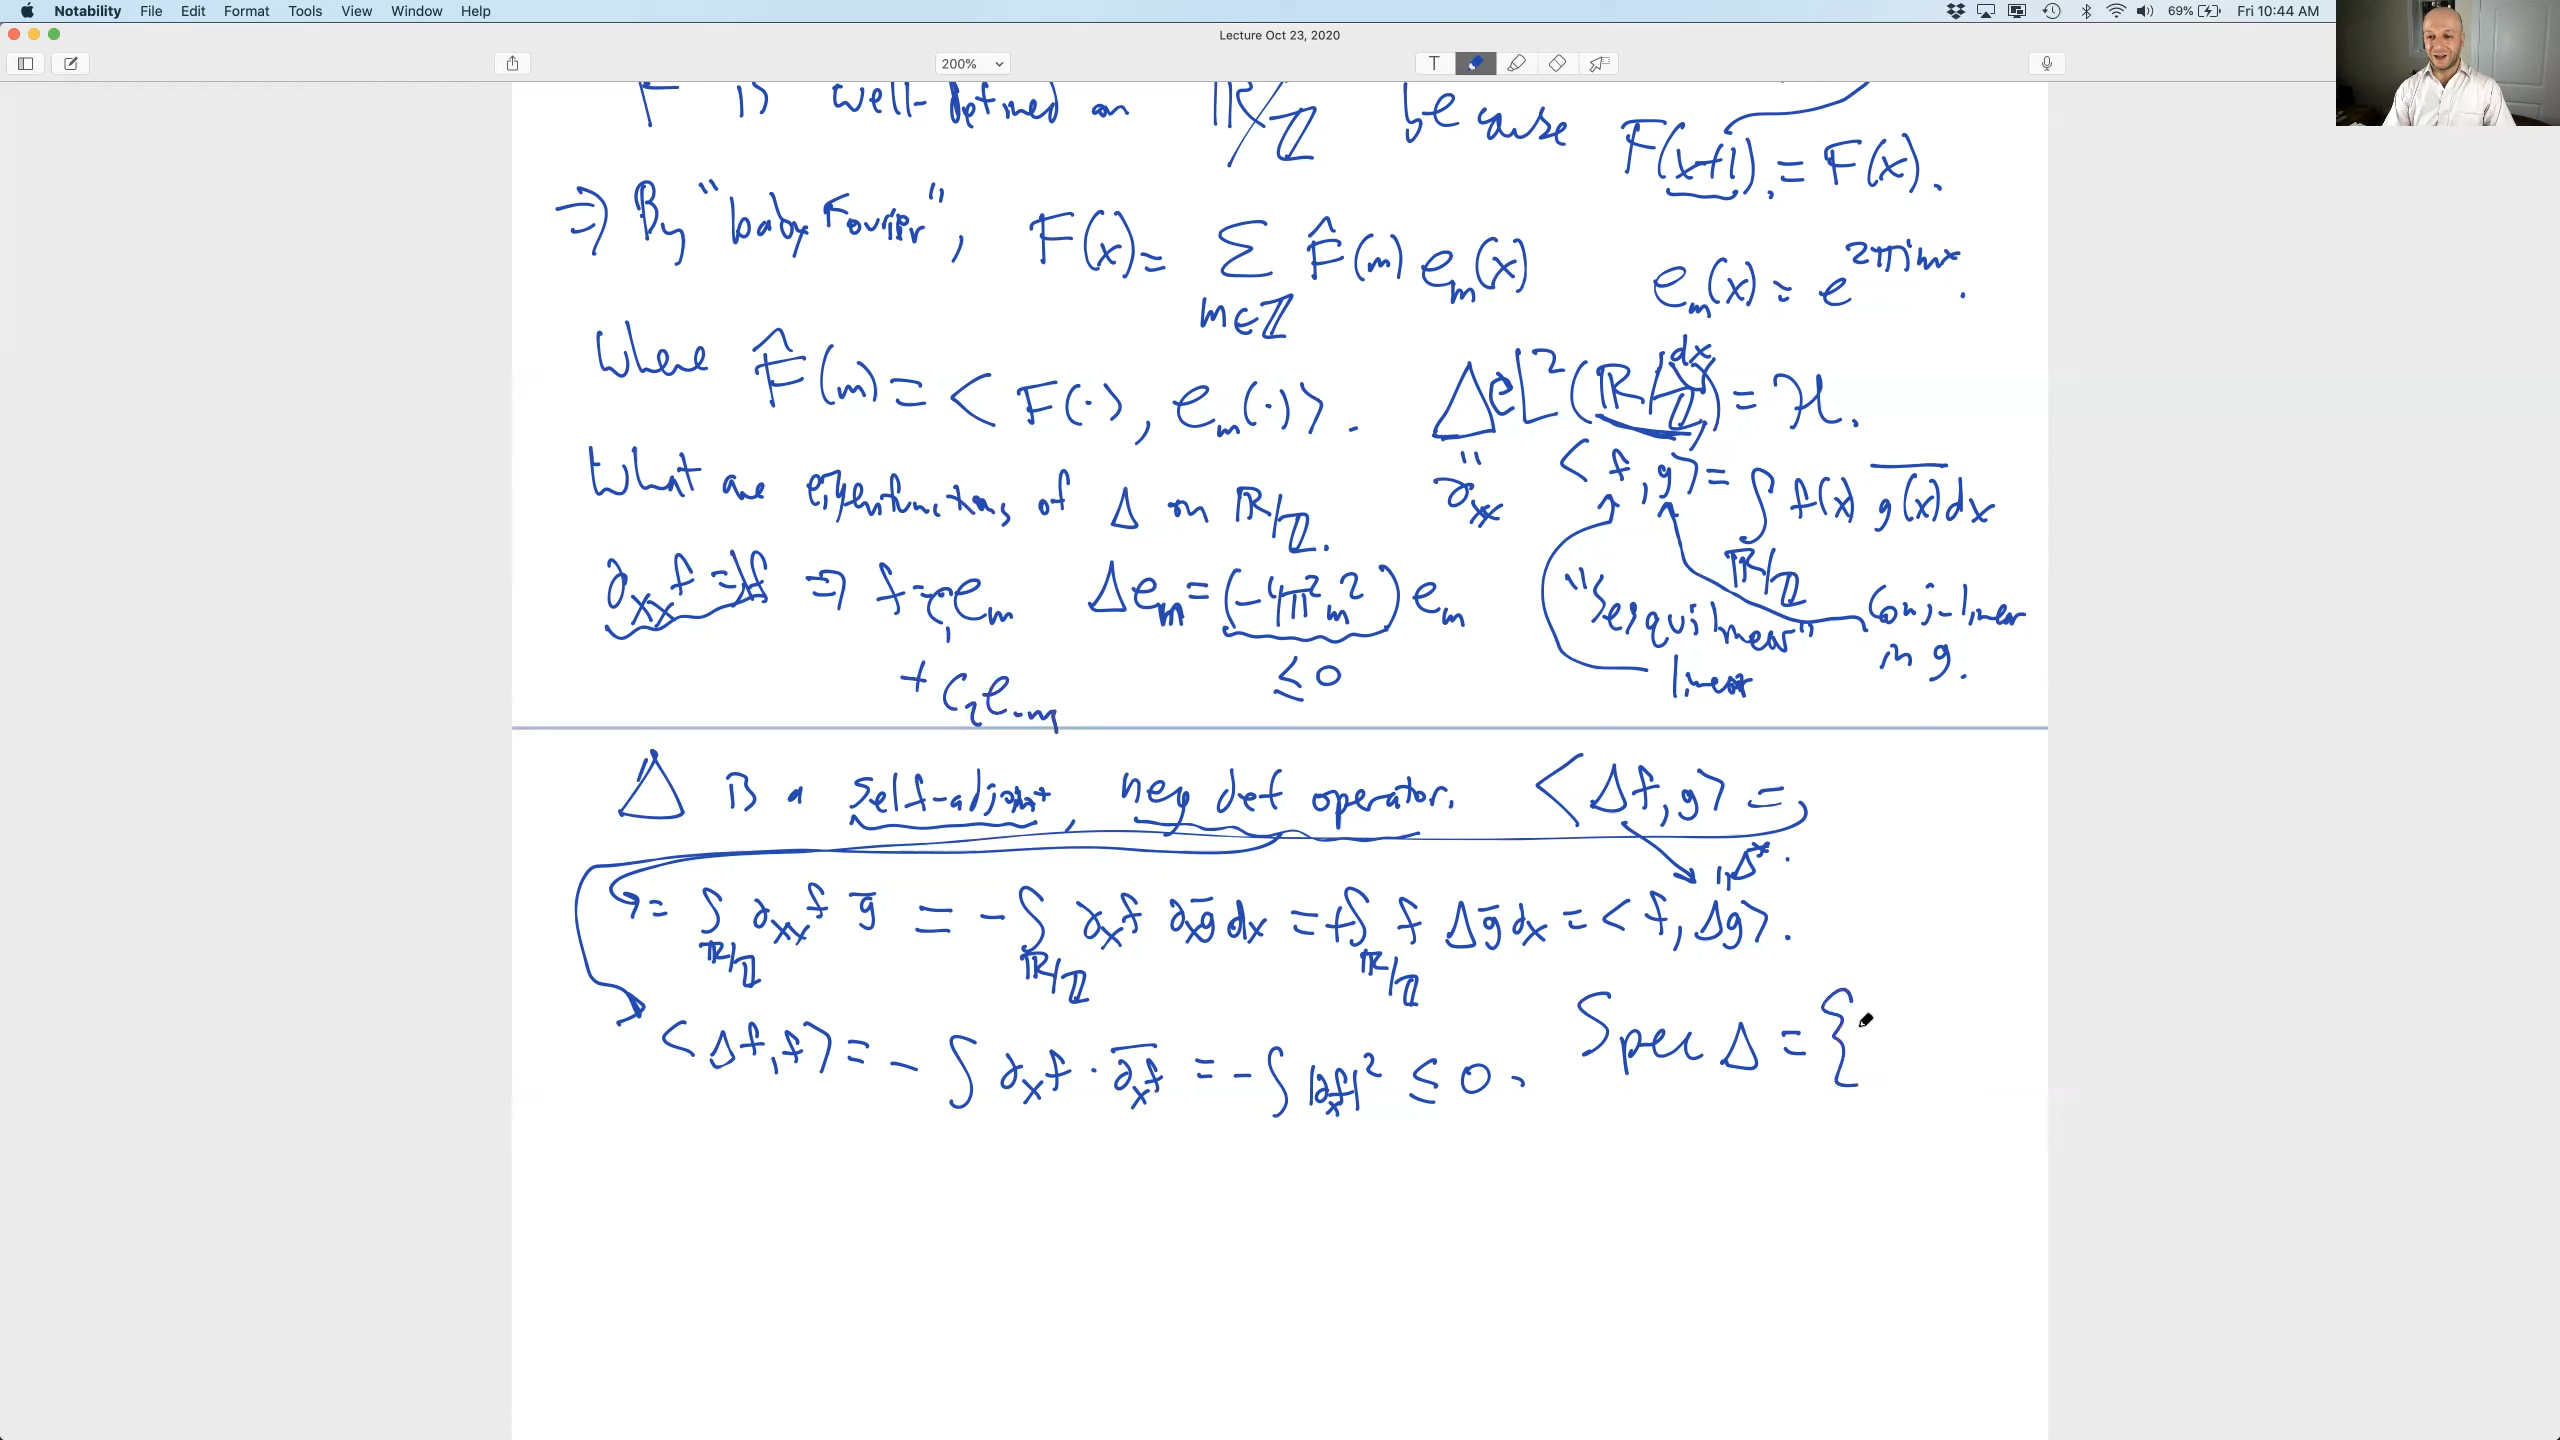 Notability File Edit Format Tools View Window Help 69% Fri 10:44 AM
Lecture Oct 23, 2020
200% T
F is well-defined on ℝ/ℤ because F(x+1) = F(x).
⇒ By "baby Fourier", F(x) = ∑_{m∈ℤ} F̂(m) e_m(x) e_m(x) = e^{2πimx}.
Where F̂(m) = <F(·), e_m(·)>. Δ ⟳ L²(ℝ/ℤ, dx) = ℋ.
What are eigenfunctions of Δ on ℝ/ℤ. ∂_xx <f, g> = ∫_{ℝ/ℤ} f(x) \overline{g(x)} dx
∂_xx f = λf ⇒ f = c₁e_m + c₂e_{-m} Δe_m = (-4π²m²) e_m ≤ 0
"Sesquilinear" linear conj-linear in g.
Δ is a self-adjoint, neg def operator. <Δf, g> =
= ∫_{ℝ/ℤ} ∂_xx f ḡ = - ∫_{ℝ/ℤ} ∂_x f ∂_x ḡ dx = + ∫_{ℝ/ℤ} f Δḡ dx = <f, Δg>. " Δ*.
<Δf, f> = - ∫ ∂_x f · \overline{∂_x f} = - ∫ |∂_x f|² ≤ 0, Spec Δ = {